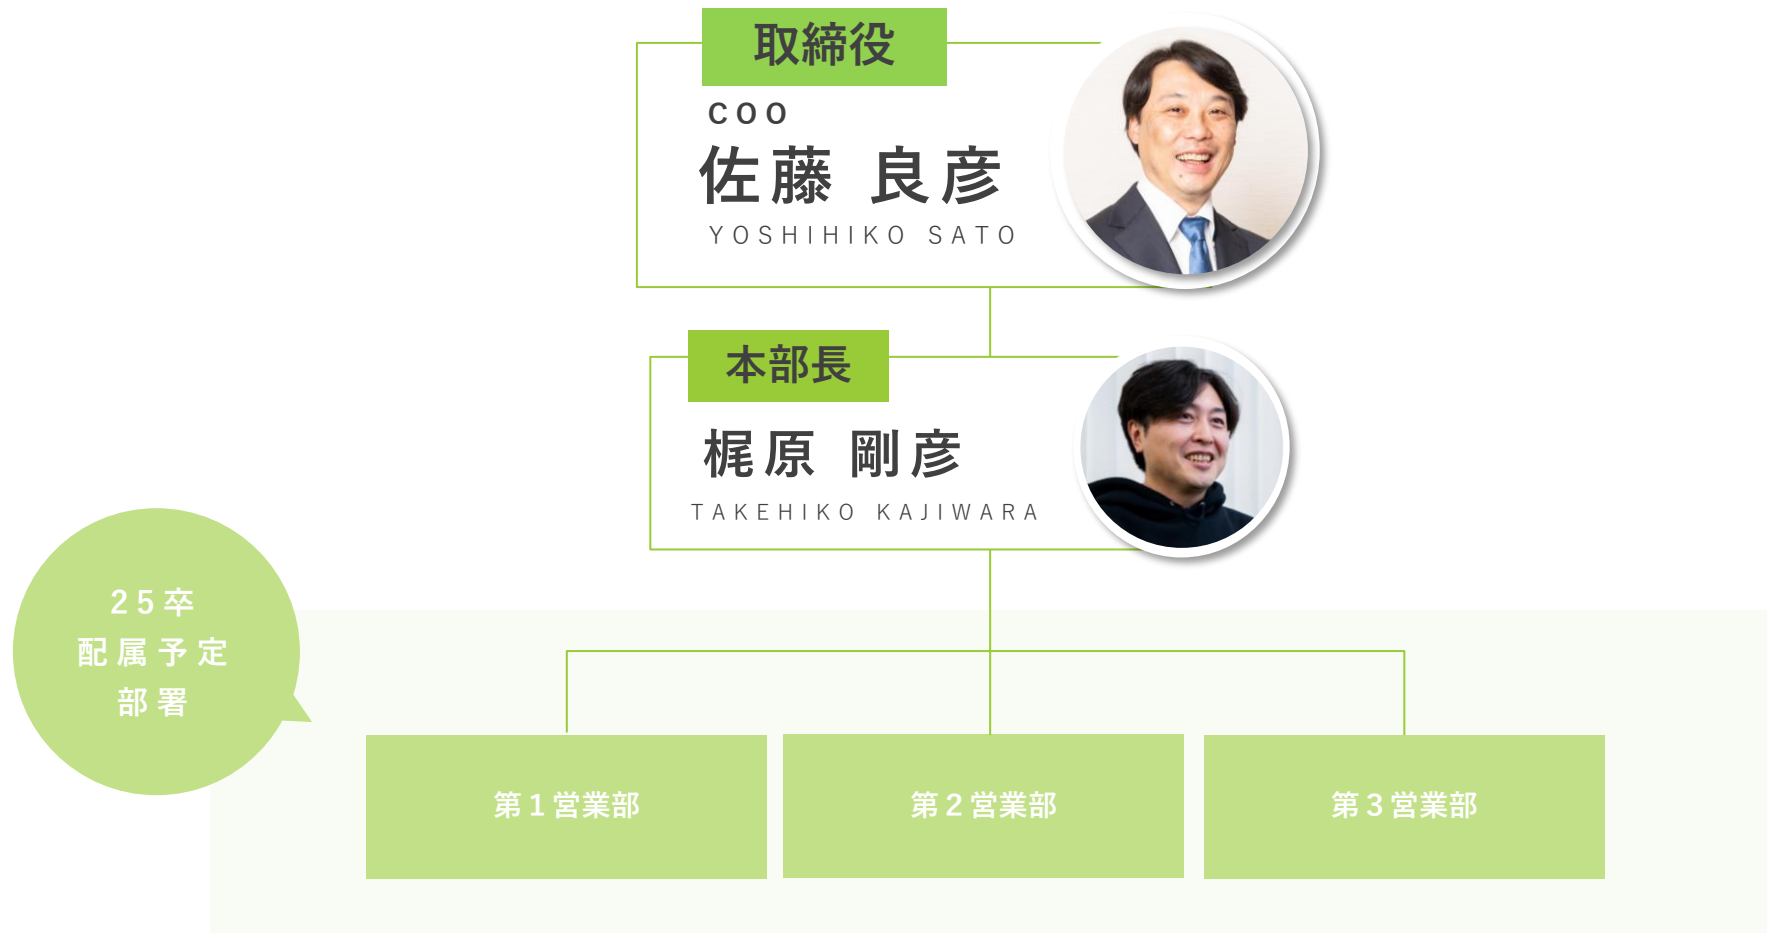 取締役
COO
佐藤 良彦
YOSHIHIKO SATO
本部長
梶原 剛彦
TAKEHIKO KAJIWARA
25卒
配属予定
部署
第1営業部
第2営業部
第3営業部